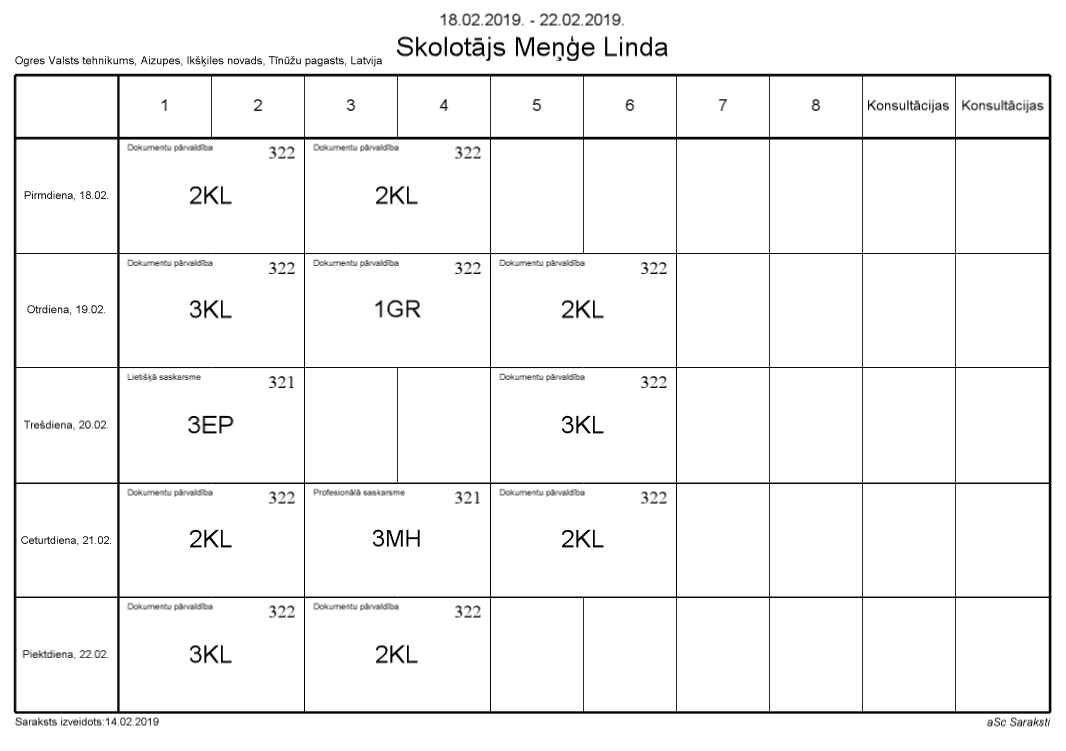 18.02.2019. - 22.02.2019.
Skolotājs Meņģe Linda
Ogres Valsts tehnikums, Aizupes, Ikšķiles novads, Tīnūžu pagasts, Latvija
1 2 3 4 5 6 7 8 Konsultācijas Konsultācijas
Dokumentu pārvaldība 322 Dokumentu pārvaldība 322
Pirmdiena, 18.02. 2KL 2KL
Dokumentu pārvaldība 322 Dokumentu pārvaldība 322 Dokumentu pārvaldība 322
Otrdiena, 19.02. 3KL 1GR 2KL
Lietišķā saskarsme 321 Dokumentu pārvaldība 322
Trešdiena, 20.02. 3EP 3KL
Dokumentu pārvaldība 322 Profesionālā saskarsme 321 Dokumentu pārvaldība 322
Ceturtdiena, 21.02. 2KL 3MH 2KL
Dokumentu pārvaldība 322 Dokumentu pārvaldība 322
Piektdiena, 22.02. 3KL 2KL
Saraksts izveidots:14.02.2019 aSc Saraksti